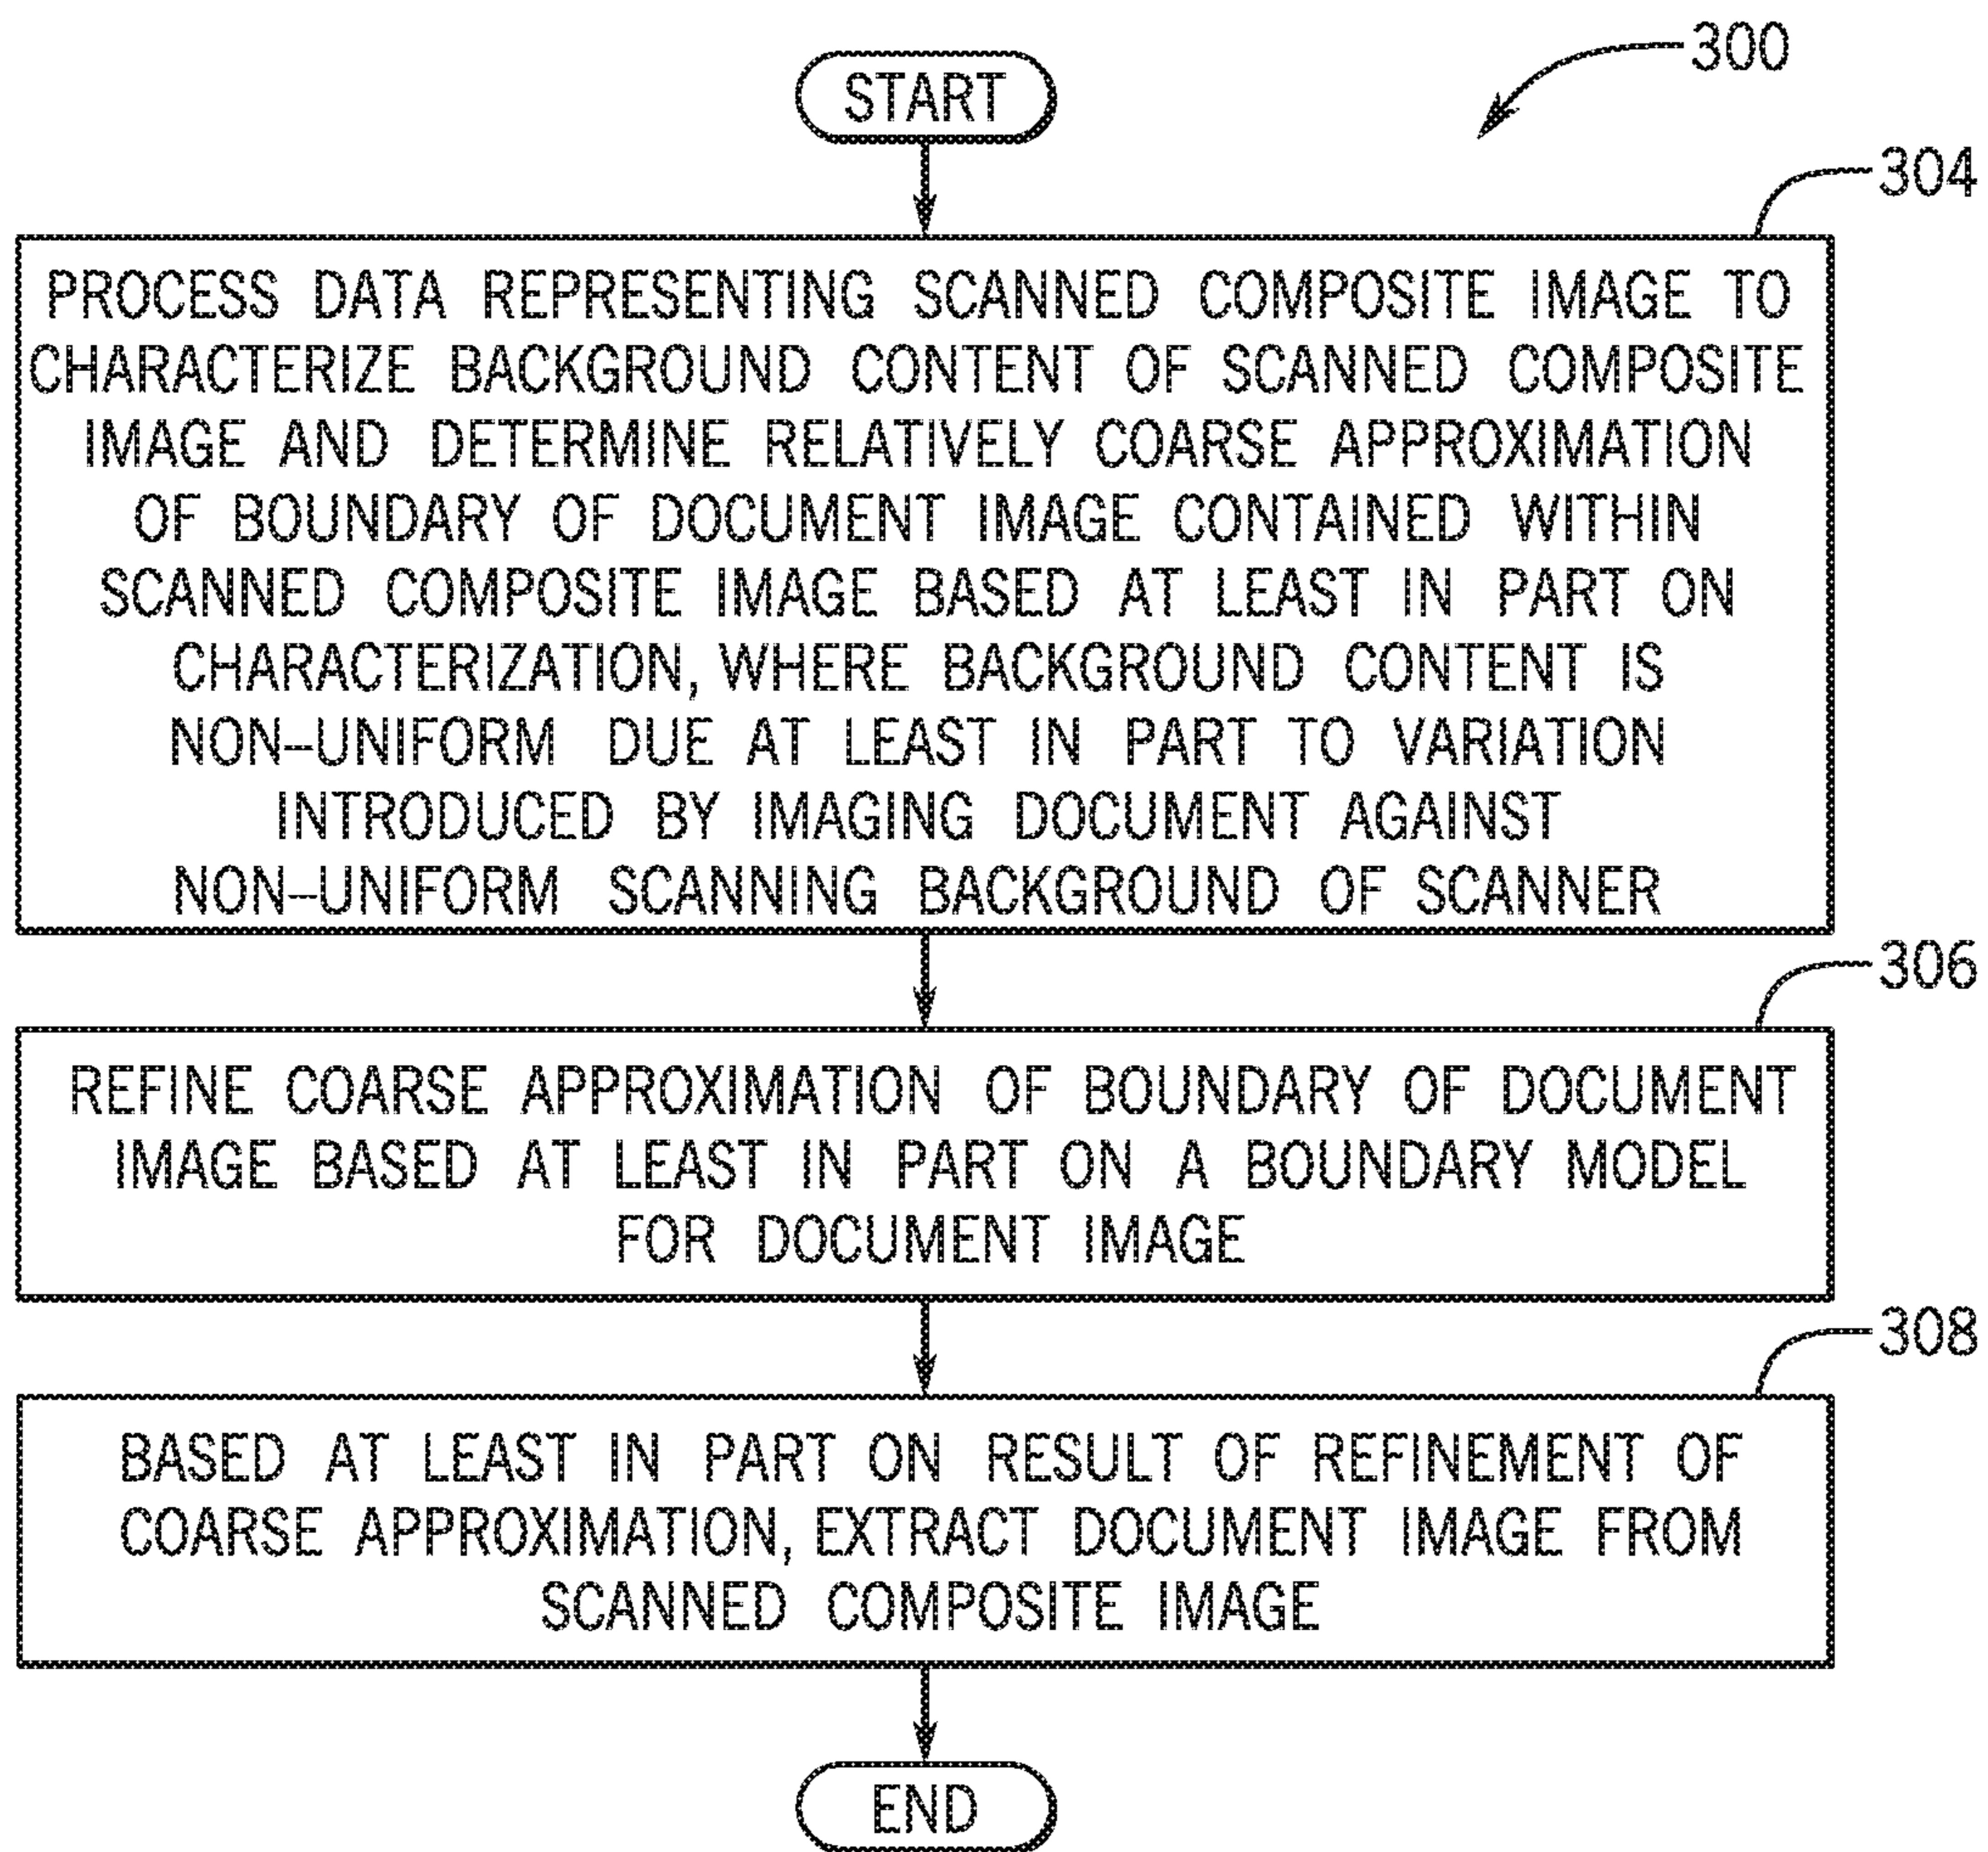 300
START
304
PROCESS DATA REPRESENTING SCANNED COMPOSITE IMAGE TO
CHARACTERIZE BACKGROUND CONTENT OF SCANNED COMPOSITE
IMAGE AND DETERMINE RELATIVELY COARSE APPROXIMATION
OF BOUNDARY OF DOCUMENT IMAGE CONTAINED WITHIN
SCANNED COMPOSITE IMAGE BASED AT LEAST IN PART ON
CHARACTERIZATION, WHERE BACKGROUND CONTENT IS
NON-UNIFORM DUE AT LEAST IN PART TO VARIATION
INTRODUCED BY IMAGING DOCUMENT AGAINST
NON-UNIFORM SCANNING BACKGROUND OF SCANNER
306
REFINE COARSE APPROXIMATION OF BOUNDARY OF DOCUMENT
IMAGE BASED AT LEAST IN PART ON A BOUNDARY MODEL
FOR DOCUMENT IMAGE
308
BASED AT LEAST IN PART ON RESULT OF REFINEMENT OF
COARSE APPROXIMATION, EXTRACT DOCUMENT IMAGE FROM
SCANNED COMPOSITE IMAGE
END